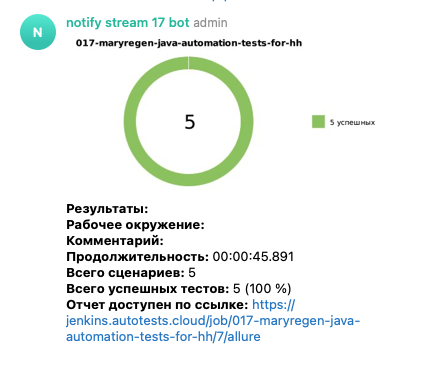 notify stream 17 bot admin
N
017-maryregen-java-automation-tests-for-hh
5
5 успешных
Результаты:
Рабочее окружение:
Комментарий:
Продолжительность: 00:00:45.891
Всего сценариев: 5
Всего успешных тестов: 5 (100 %)
Отчет доступен по ссылке: https://
jenkins.autotests.cloud/job/017-maryregen-java-
automation-tests-for-hh/7/allure